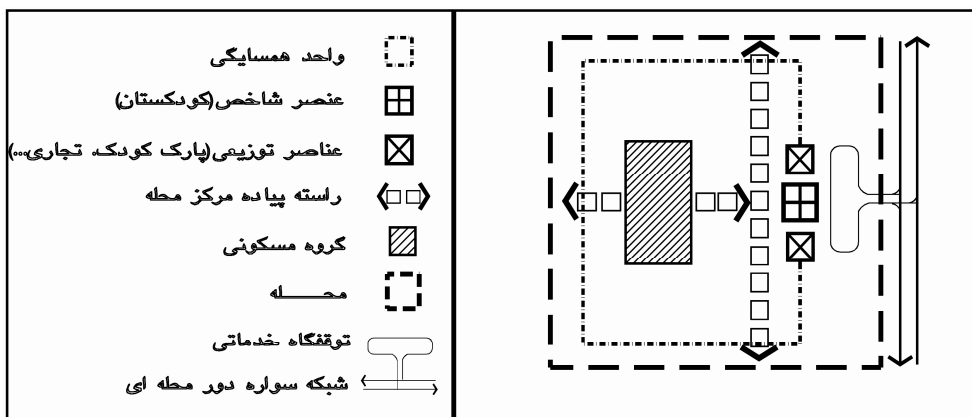 واحد همسایگی
عنصر شاخص(کودکستان)
عناصر توزیعی(پارک کودک، تجاری...)
راسته پیاده مرکز محله
گروه مسکونی
محـــــله
توقفگاه خدماتی
شبکه سواره دور محله ای